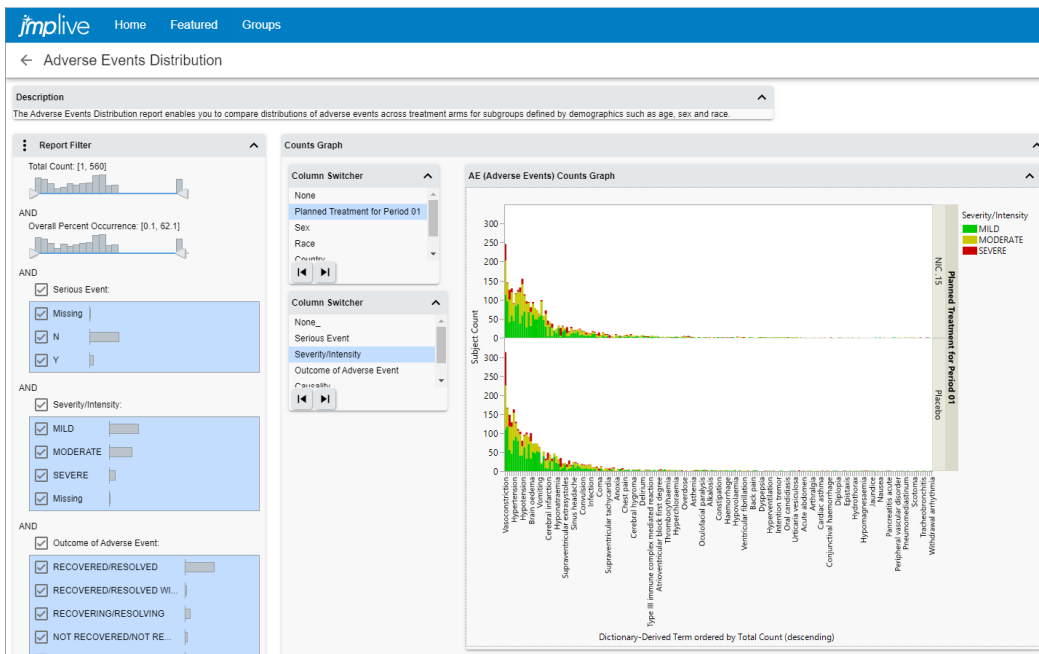 jmp live Home Featured Groups
← Adverse Events Distribution
Description
The Adverse Events Distribution report enables you to compare distributions of adverse events across treatment arms for subgroups defined by demographics such as age, sex and race.
Report Filter
Total Count: [1, 560]
AND
Overall Percent Occurrence: [0.1, 62.1]
AND
Serious Event:
Missing
N
Y
AND
Severity/Intensity:
MILD
MODERATE
SEVERE
Missing
AND
Outcome of Adverse Event:
RECOVERED/RESOLVED
RECOVERED/RESOLVED WI...
RECOVERING/RESOLVING
NOT RECOVERED/NOT RE...
Counts Graph
Column Switcher
None
Planned Treatment for Period 01
Sex
Race
Country
Column Switcher
None_
Serious Event
Severity/Intensity
Outcome of Adverse Event
Causality
AE (Adverse Events) Counts Graph
Subject Count
300
250
200
150
100
50
0
300
250
200
150
100
50
0
NIC .15
Placebo
Planned Treatment for Period 01
Severity/Intensity
MILD
MODERATE
SEVERE
Vasoconstriction
Hypertension
Hypotension
Brain oedema
Vomiting
Cerebral infarction
Hyponatraemia
Supraventricular extrasystoles
Sinus headache
Convulsion
Infection
Coma
Supraventricular tachycardia
Anoxia
Chest pain
Cerebral hygroma
Delirium
Type III immune complex mediated reaction
Atrioventricular block first degree
Thrombocythaemia
Hyperchloraemia
Overdose
Asthenia
Oculofacial paralysis
Alkalosis
Constipation
Haemorrhage
Hypovolaemia
Ventricular fibrillation
Back pain
Dyspepsia
Hyperventilation
Intention tremor
Oral candidiasis
Urticaria vesiculosa
Acute abdomen
Arthralgia
Cardiac asthma
Conjunctival haemorrhage
Diplopia
Epistaxis
Hydrothorax
Hypomagnesaemia
Jaundice
Nausea
Pancreatitis acute
Peripheral vascular disorder
Pneumomediastinum
Scotoma
Tracheobronchitis
Withdrawal arrhythmia
Dictionary-Derived Term ordered by Total Count (descending)